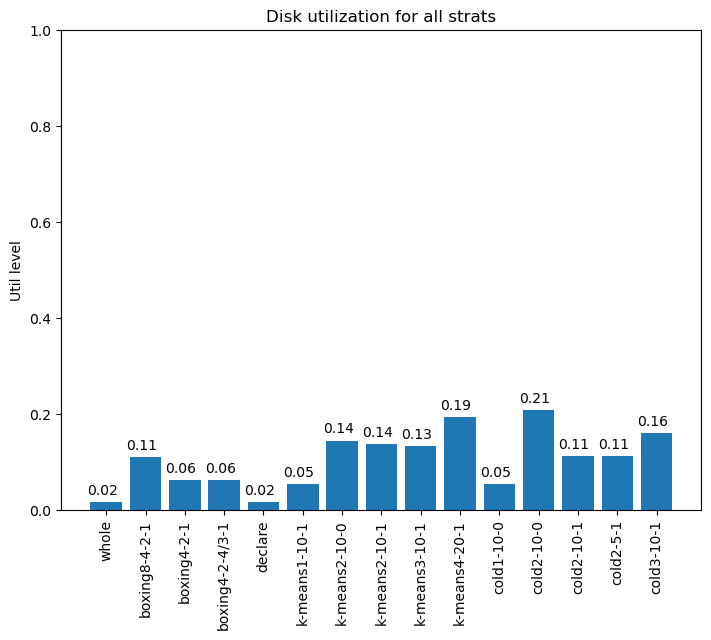 Disk utilization for all strats
Util level
1.0
0.8
0.6
0.4
0.2
0.0
0.02
0.11
0.06
0.06
0.02
0.05
0.14
0.14
0.13
0.19
0.05
0.21
0.11
0.11
0.16
whole
boxing8-4-2-1
boxing4-2-1
boxing4-2-4/3-1
declare
k-means1-10-1
k-means2-10-0
k-means2-10-1
k-means3-10-1
k-means4-20-1
cold1-10-0
cold2-10-0
cold2-10-1
cold2-5-1
cold3-10-1